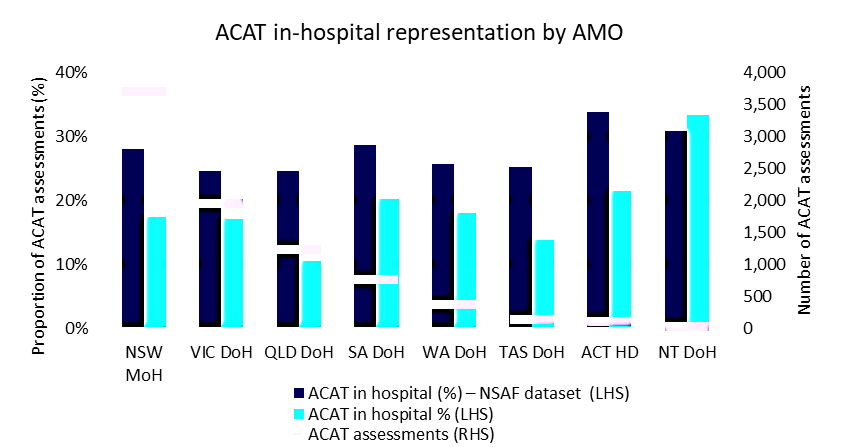 ACAT in-hospital representation by AMO
Proportion of ACAT assessments (%)
40%
30%
20%
10%
0%
4,000
3,500
3,000
2,500
2,000
1,500
1,000
500
0
Number of ACAT assessments
NSW MoH
VIC DoH
QLD DoH
SA DoH
WA DoH
TAS DoH
ACT HD
NT DoH
ACAT in hospital (%) – NSAF dataset (LHS)
ACAT in hospital % (LHS)
ACAT assessments (RHS)